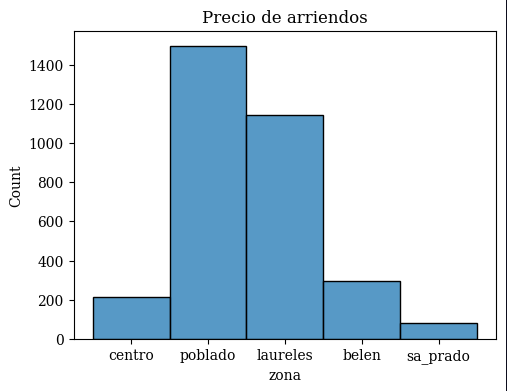 Precio de arriendos
Count
1400
1200
1000
800
600
400
200
0
centro poblado laureles belen sa_prado
zona